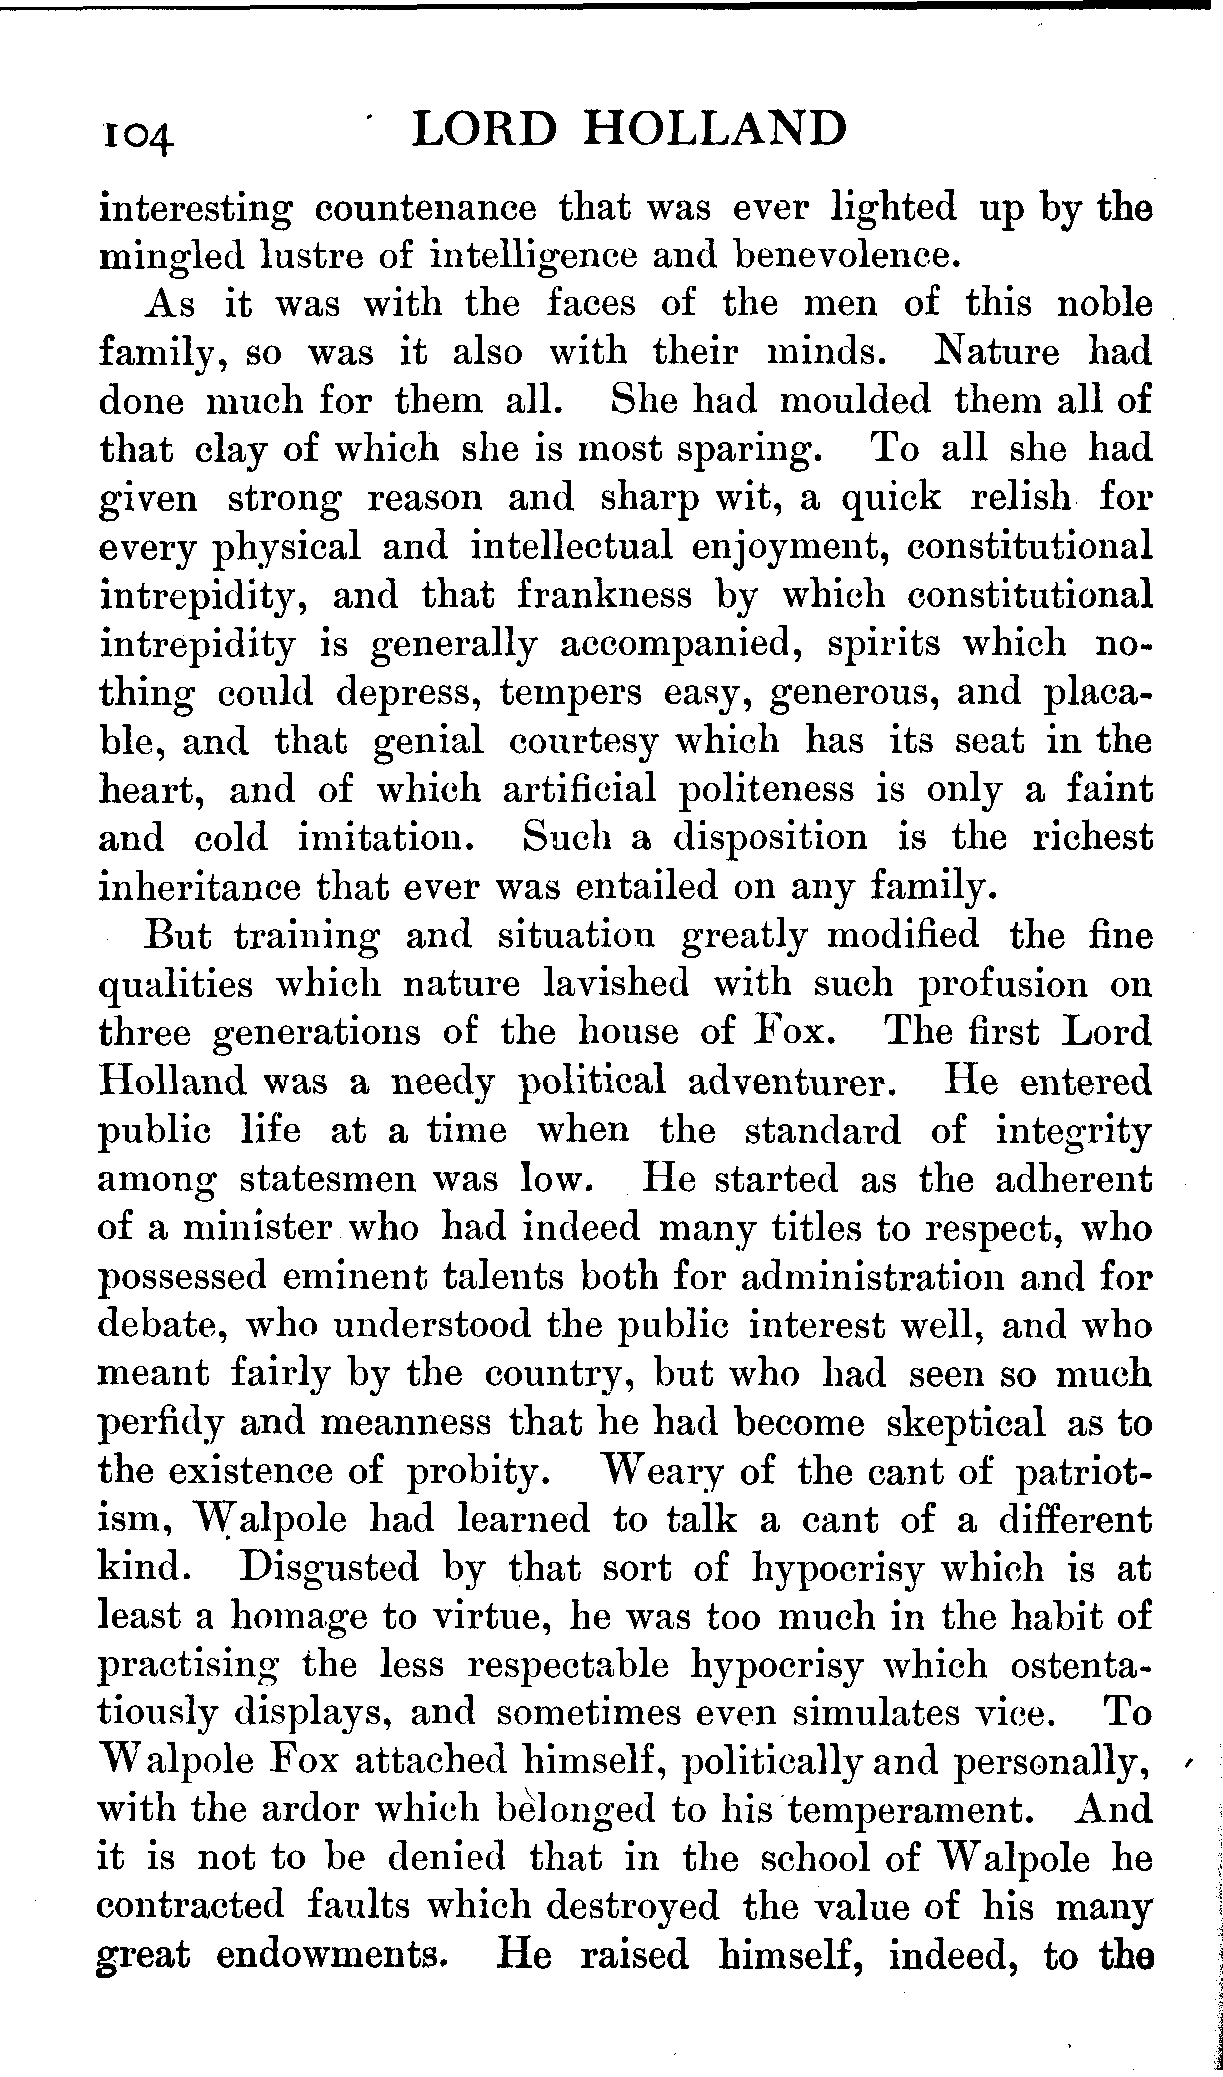 104 LORD HOLLAND
interesting countenance that was ever lighted up by the
mingled lustre of intelligence and benevolence.
As it was with the faces of the men of this noble
family, so was it also with their minds. Nature had
done much for them all. She had moulded them all of
that clay of which she is most sparing. To all she had
given strong reason and sharp wit, a quick relish for
every physical and intellectual enjoyment, constitutional
intrepidity, and that frankness by which constitutional
intrepidity is generally accompanied, spirits which no-
thing could depress, tempers easy, generous, and placa-
ble, and that genial courtesy which has its seat in the
heart, and of which artificial politeness is only a faint
and cold imitation. Such a disposition is the richest
inheritance that ever was entailed on any family.
But training and situation greatly modified the fine
qualities which nature lavished with such profusion on
three generations of the house of Fox. The first Lord
Holland was a needy political adventurer. He entered
public life at a time when the standard of integrity
among statesmen was low. He started as the adherent
of a minister who had indeed many titles to respect, who
possessed eminent talents both for administration and for
debate, who understood the public interest well, and who
meant fairly by the country, but who had seen so much
perfidy and meanness that he had become skeptical as to
the existence of probity. Weary of the cant of patriot-
ism, Walpole had learned to talk a cant of a different
kind. Disgusted by that sort of hypocrisy which is at
least a homage to virtue, he was too much in the habit of
practising the less respectable hypocrisy which ostenta-
tiously displays, and sometimes even simulates vice. To
Walpole Fox attached himself, politically and personally,
with the ardor which belonged to his temperament. And
it is not to be denied that in the school of Walpole he
contracted faults which destroyed the value of his many
great endowments. He raised himself, indeed, to the